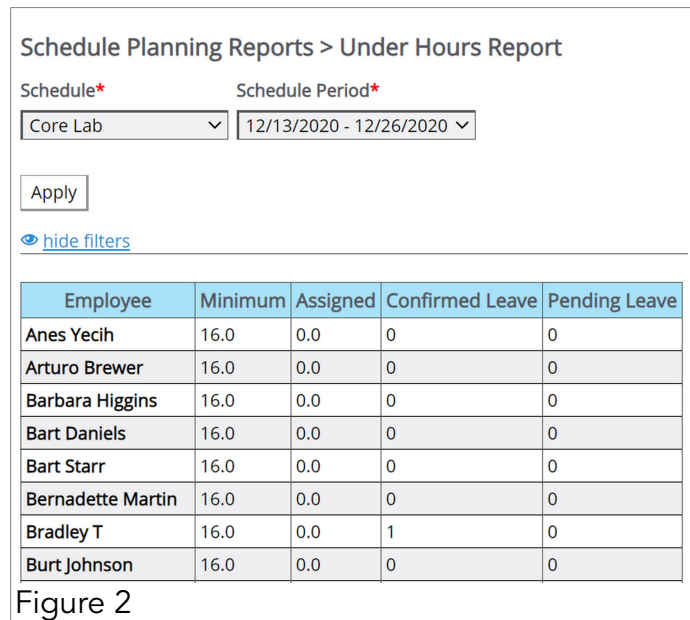 Schedule Planning Reports > Under Hours Report
Schedule* Schedule Period*
Core Lab 12/13/2020 - 12/26/2020
Apply
hide filters
Employee Minimum Assigned Confirmed Leave Pending Leave
Anes Yecih 16.0 0.0 0 0
Arturo Brewer 16.0 0.0 0 0
Barbara Higgins 16.0 0.0 0 0
Bart Daniels 16.0 0.0 0 0
Bart Starr 16.0 0.0 0 0
Bernadette Martin 16.0 0.0 0 0
Bradley T 16.0 0.0 1 0
Burt Johnson 16.0 0.0 0 0
Figure 2